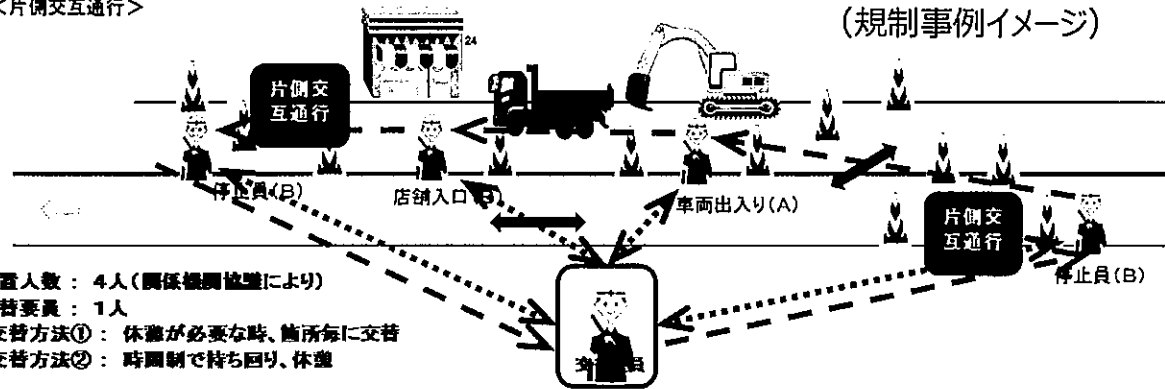 ＜片側交互通行＞
（規制事例イメージ）
24
片側交
互通行
停止員(B)
店舗入口(
車両出入り(A)
片側交
互通行
停止員(B)
置人数 ： 4人(関係機関協議により)
替要員 ： 1人
交替方法① ： 休憩が必要な時、箇所毎に交替
交替方法② ： 時間制で持ち回り、休憩
交 員